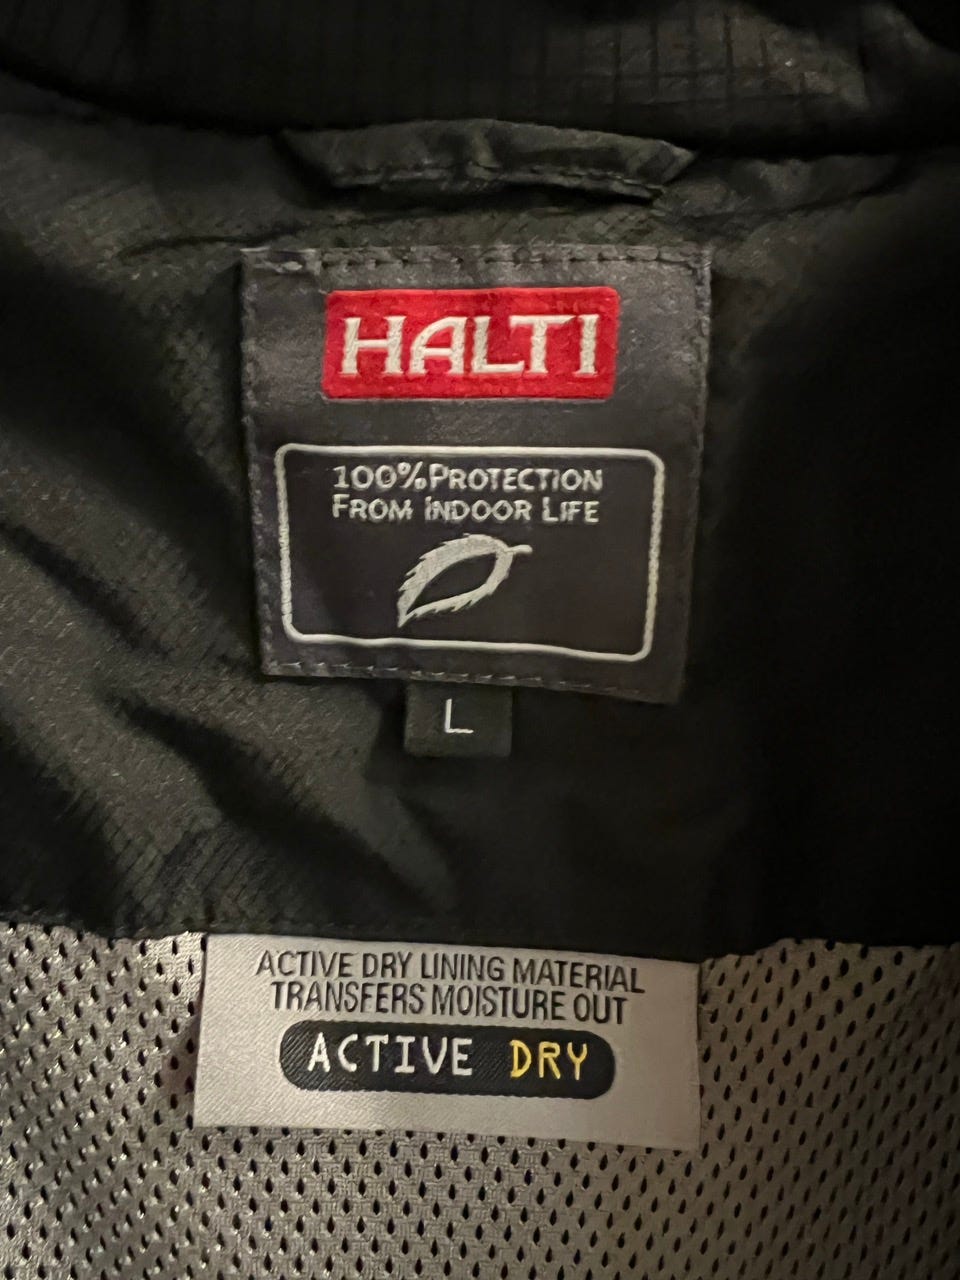 HALTI
100% PROTECTION
FROM INDOOR LIFE
L
ACTIVE DRY LINING MATERIAL
TRANSFERS MOISTURE OUT
ACTIVE DRY